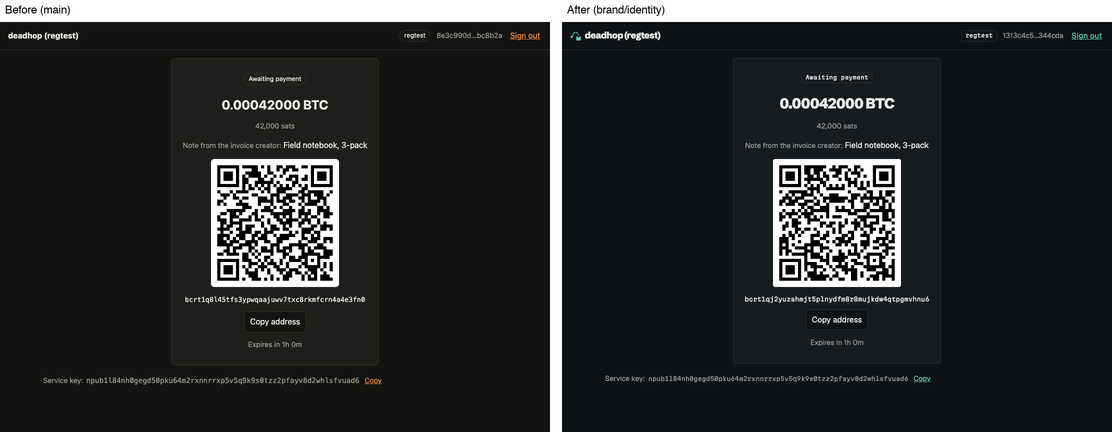 Before (main)
deadhop (regtest)
regtest 8e3c990d…bc8b2a Sign out
Awaiting payment
0.00042000 BTC
42,000 sats
Note from the invoice creator: Field notebook, 3-pack
bcrt1q8l45tfs3ypwqaajuwv7txc8rkmfcrn4a4e3fn0
Copy address
Expires in 1h 0m
Service key: npub1l84nh0gegd50pku64m2rxnnrrxp5v5q9k9s0tzz2pfayv8d2whlsfvuad6 Copy
After (brand/identity)
deadhop (regtest)
regtest 1313c4c5…344cda Sign out
Awaiting payment
0.00042000 BTC
42,000 sats
Note from the invoice creator: Field notebook, 3-pack
bcrt1qj2yuzahmjt5plnydfm8r8mujkdw4qtpgmvhnu6
Copy address
Expires in 1h 0m
Service key: npub1l84nh0gegd50pku64m2rxnnrrxp5v5q9k9s0tzz2pfayv8d2whlsfvuad6 Copy